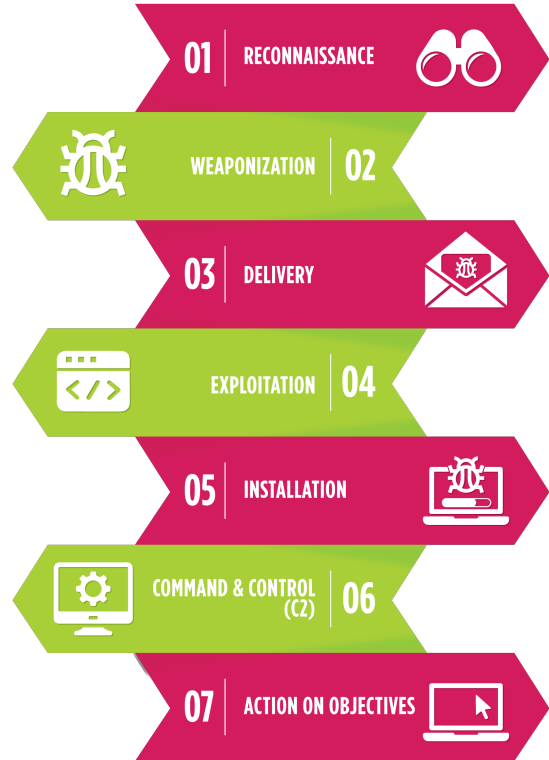 01 RECONNAISSANCE
WEAPONIZATION 02
03 DELIVERY
</> EXPLOITATION 04
05 INSTALLATION
COMMAND & CONTROL
(C2) 06
07 ACTION ON OBJECTIVES